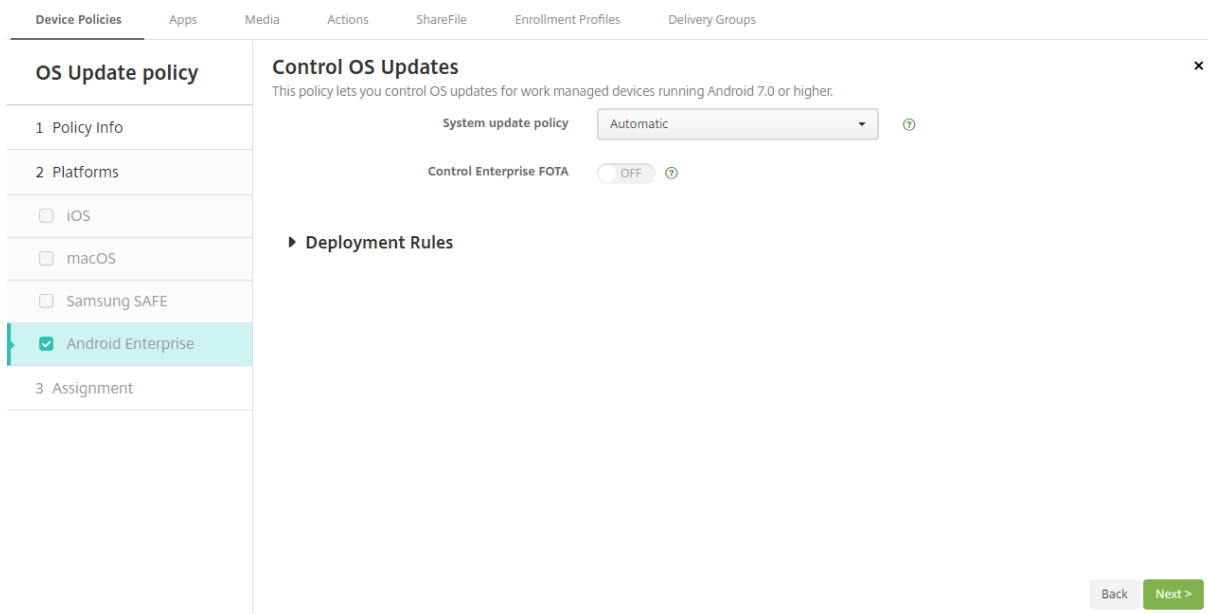 Device Policies Apps Media Actions ShareFile Enrollment Profiles Delivery Groups
OS Update policy
1 Policy Info
2 Platforms
iOS
macOS
Samsung SAFE
Android Enterprise
3 Assignment
Control OS Updates
This policy lets you control OS updates for work managed devices running Android 7.0 or higher.
System update policy Automatic
Control Enterprise FOTA OFF
Deployment Rules
Back Next >